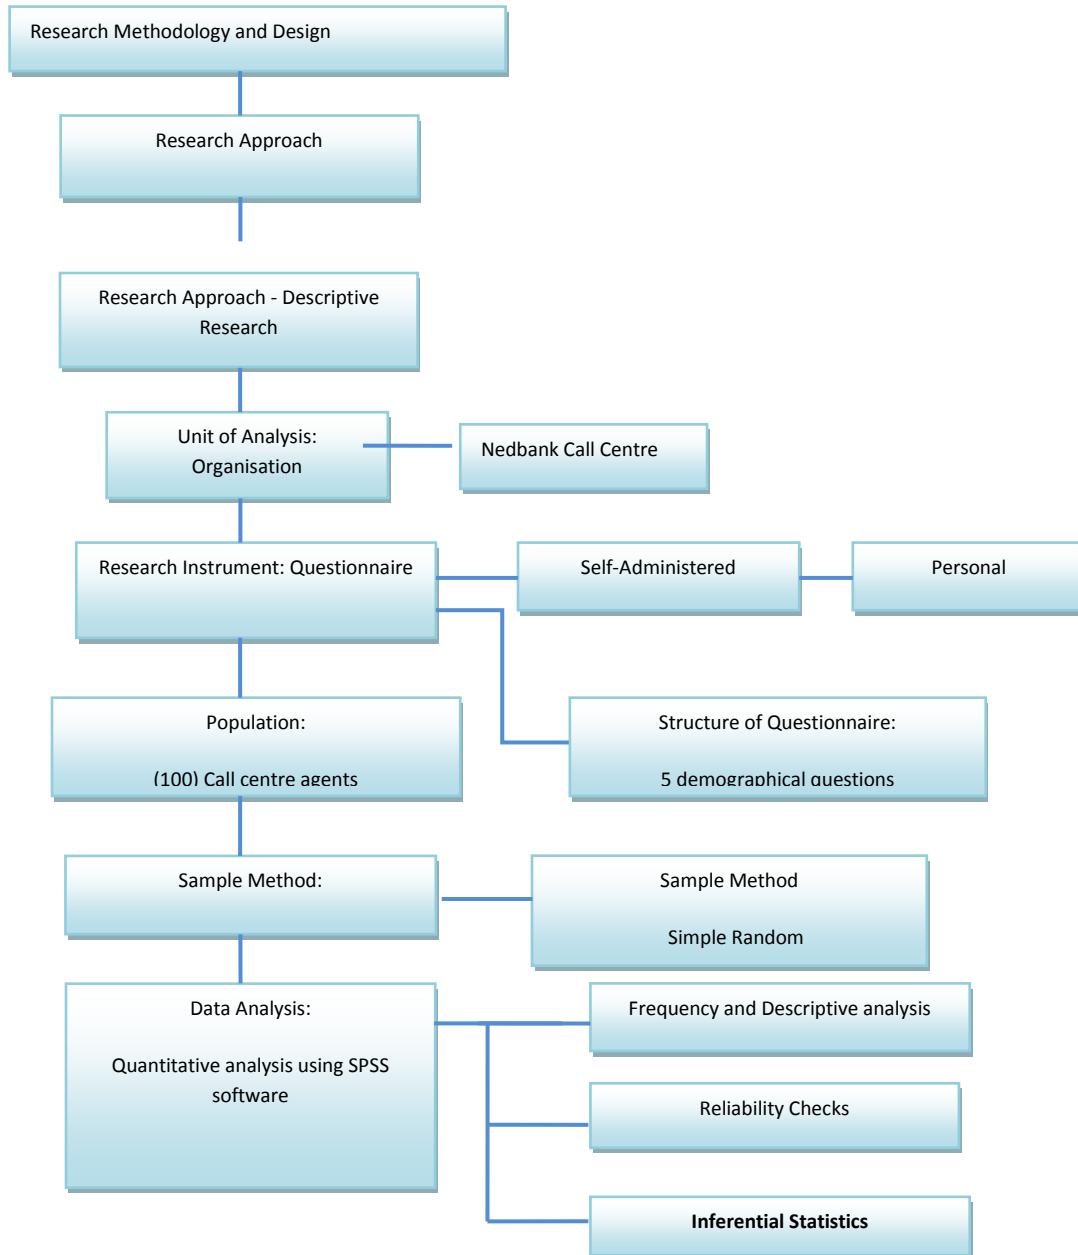 Research Methodology and Design
Research Approach
Research Approach - Descriptive
Research
Unit of Analysis:
Organisation
Nedbank Call Centre
Research Instrument: Questionnaire
Self-Administered
Personal
Population:
(100) Call centre agents
Structure of Questionnaire:
5 demographical questions
Sample Method:
Sample Method
Simple Random
Data Analysis:
Quantitative analysis using SPSS
software
Frequency and Descriptive analysis
Reliability Checks
Inferential Statistics